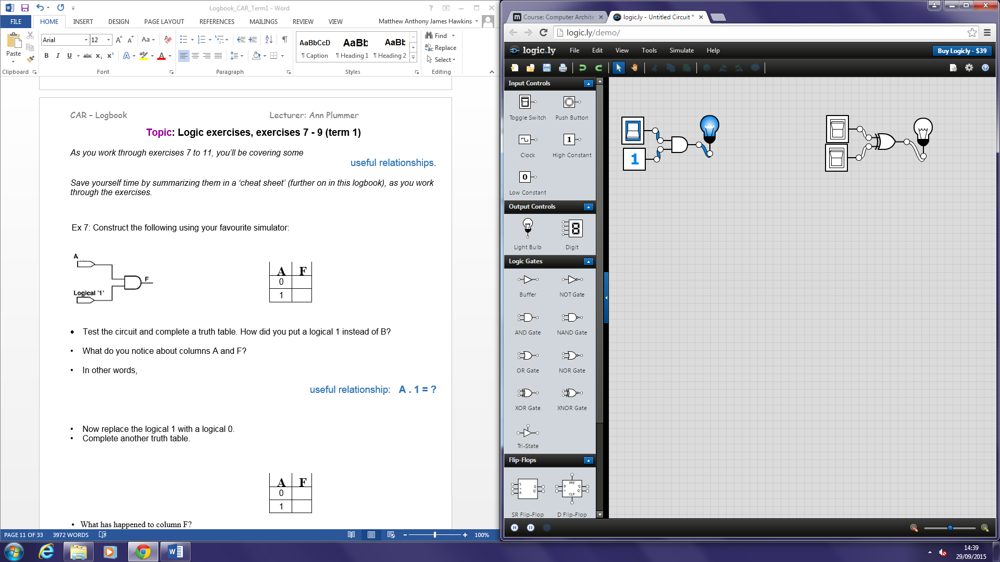 Logbook_CAR_Term1 - Word
FILE HOME INSERT DESIGN PAGE LAYOUT REFERENCES MAILINGS REVIEW VIEW Matthew Anthony James Hawkins
Paste
Arial 12 Aa
B I U abc x₂ x² A ab A
AaBbCcD AaBb AaBb
¶ Caption ¶ Heading 1 ¶ Heading 2
Find
Replace
Select
Clipboard Font Paragraph Styles Editing
CAR – Logbook Lecturer: Ann Plummer
Topic: Logic exercises, exercises 7 - 9 (term 1)
As you work through exercises 7 to 11, you’ll be covering some
useful relationships.
Save yourself time by summarizing them in a ‘cheat sheet’ (further on in this logbook), as you work
through the exercises.
Ex 7: Construct the following using your favourite simulator:
A
F
Logical '1'
A F
0
1
• Test the circuit and complete a truth table. How did you put a logical 1 instead of B?
• What do you notice about columns A and F?
• In other words,
useful relationship: A . 1 = ?
• Now replace the logical 1 with a logical 0.
• Complete another truth table.
A F
0
1
• What has happened to column F?
PAGE 11 OF 33 3972 WORDS 100%
Course: Computer Archite
logic.ly - Untitled Circuit *
logic.ly/demo/
logic.ly File Edit View Tools Simulate Help Buy Logicly - $39
Input Controls
Toggle Switch Push Button
1
Clock High Constant
0
Low Constant
Output Controls
8
Light Bulb Digit
Logic Gates
Buffer NOT Gate
AND Gate NAND Gate
OR Gate NOR Gate
XOR Gate XNOR Gate
Tri-State
Flip-Flops
S > R Q Q'
PRE' D > Q Q' CLR'
SR Flip-Flop D Flip-Flop
1
14:39
29/09/2015